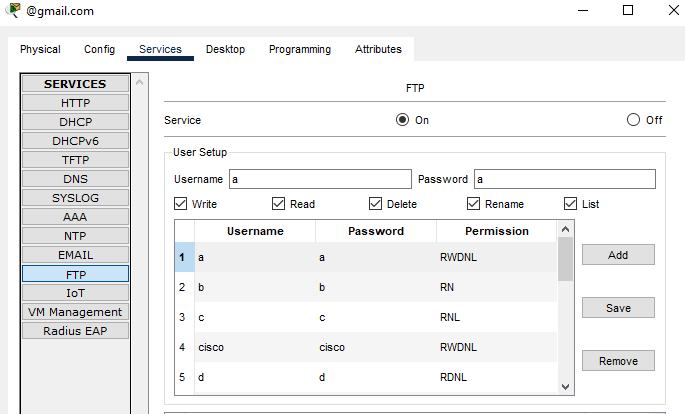 @gmail.com
Physical Config Services Desktop Programming Attributes
SERVICES
HTTP
DHCP
DHCPv6
TFTP
DNS
SYSLOG
AAA
NTP
EMAIL
FTP
IoT
VM Management
Radius EAP
FTP
Service On Off
User Setup
Username a Password a
Write Read Delete Rename List
Username Password Permission
1 a a RWDNL
2 b b RN
3 c c RNL
4 cisco cisco RWDNL
5 d d RDNL
Add
Save
Remove